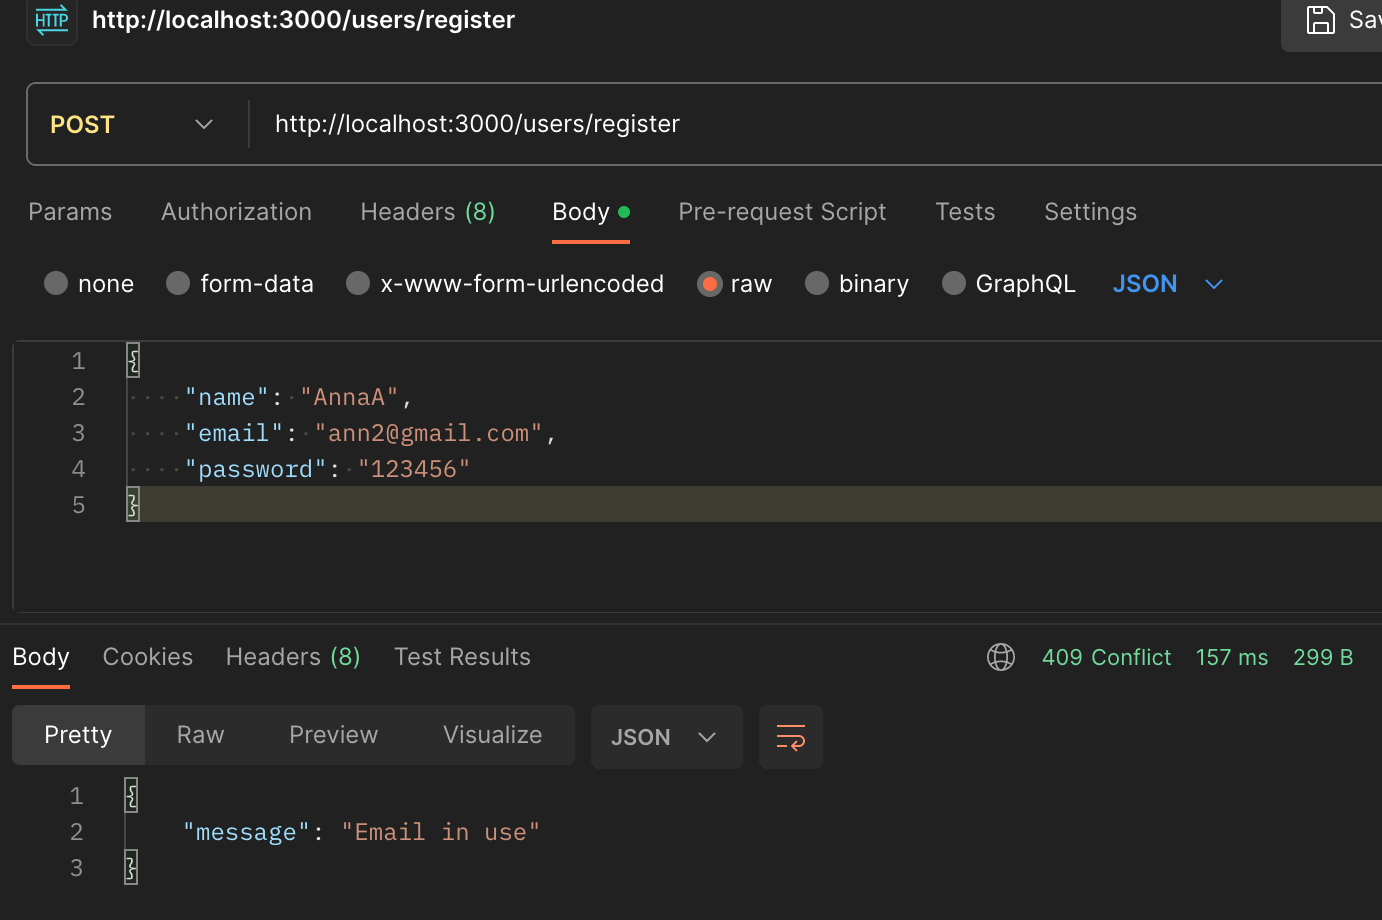 HTTP http://localhost:3000/users/register
POST http://localhost:3000/users/register
Params Authorization Headers (8) Body Pre-request Script Tests Settings
none form-data x-www-form-urlencoded raw binary GraphQL JSON
1 {
2 "name": "AnnaA",
3 "email": "ann2@gmail.com",
4 "password": "123456"
5 }
Body Cookies Headers (8) Test Results 409 Conflict 157 ms 299 B
Pretty Raw Preview Visualize JSON
1 {
2 "message": "Email in use"
3 }